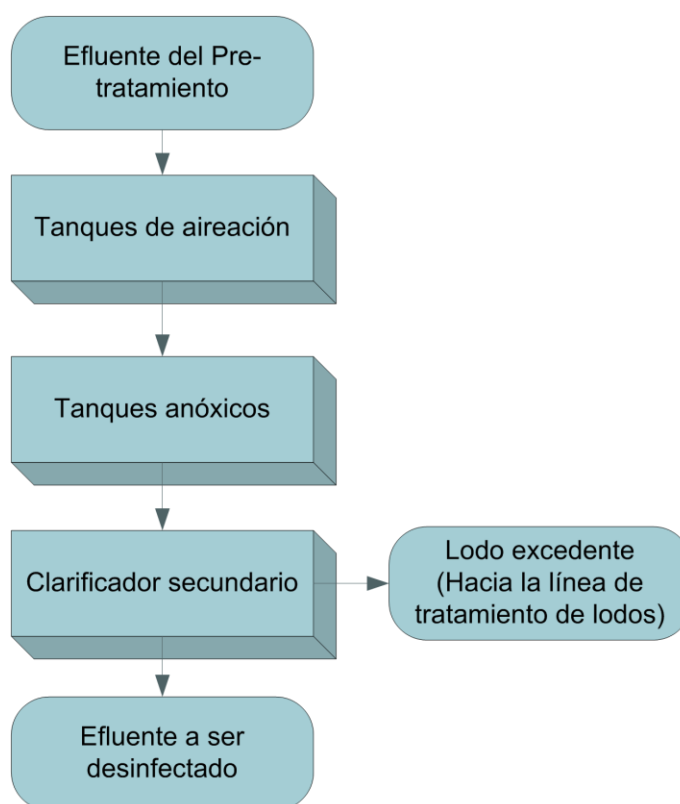 Efluente del Pre-
tratamiento
Tanques de aireación
Tanques anóxicos
Clarificador secundario
Lodo excedente
(Hacia la línea de
tratamiento de lodos)
Efluente a ser
desinfectado